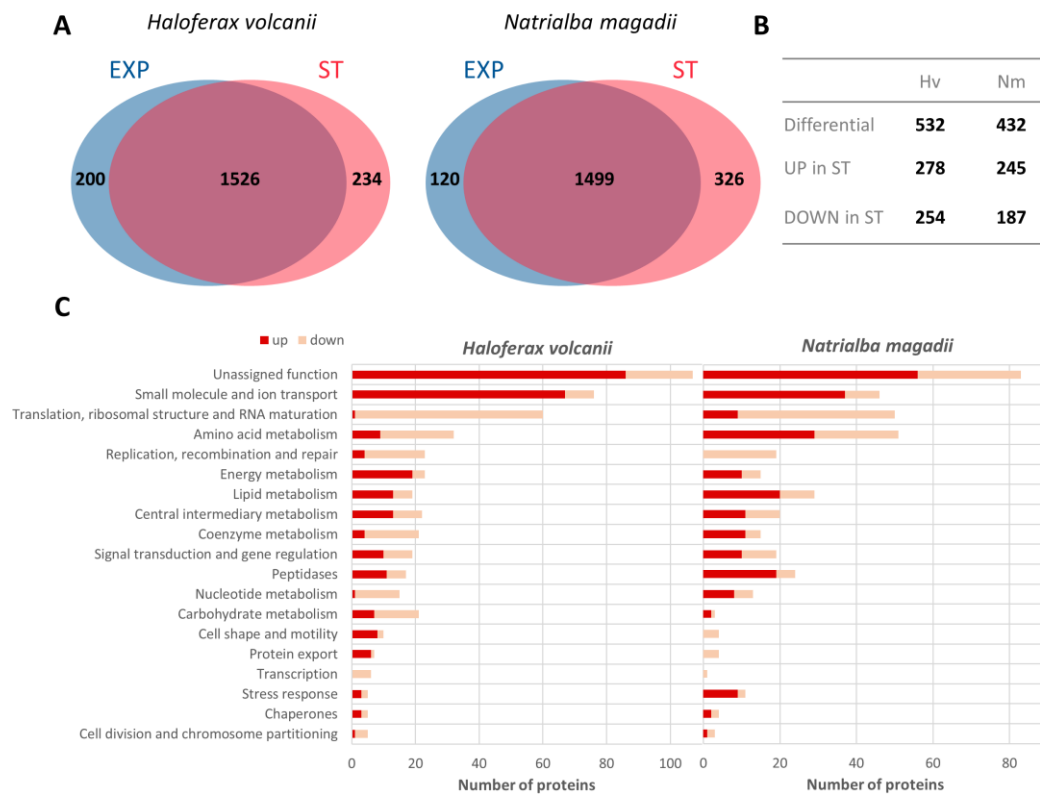 A
Haloferax volcanii
Natrialba magadii
B
EXP
ST
EXP
ST
200
1526
234
120
1499
326
Hv Nm
Differential 532 432
UP in ST 278 245
DOWN in ST 254 187
C
up down
Haloferax volcanii
Natrialba magadii
Unassigned function
Small molecule and ion transport
Translation, ribosomal structure and RNA maturation
Amino acid metabolism
Replication, recombination and repair
Energy metabolism
Lipid metabolism
Central intermediary metabolism
Coenzyme metabolism
Signal transduction and gene regulation
Peptidases
Nucleotide metabolism
Carbohydrate metabolism
Cell shape and motility
Protein export
Transcription
Stress response
Chaperones
Cell division and chromosome partitioning
0 20 40 60 80 100
0 20 40 60 80
Number of proteins
Number of proteins